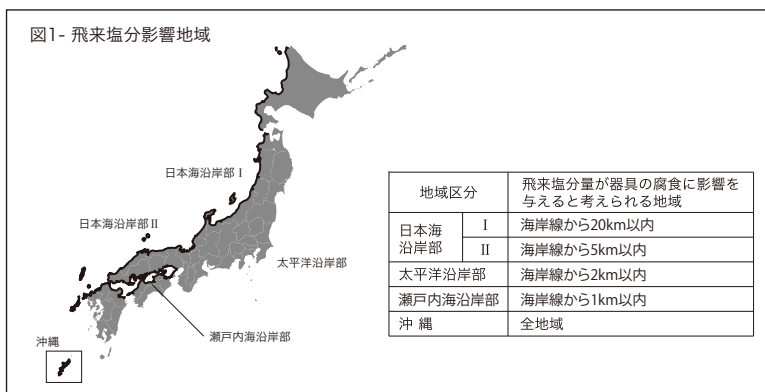 図1- 飛来塩分影響地域
日本海沿岸部Ⅰ
日本海沿岸部Ⅱ
太平洋沿岸部
瀬戸内海沿岸部
沖縄
地域区分
飛来塩分量が器具の腐食に影響を
与えると考えられる地域
日本海
沿岸部
Ⅰ
海岸線から20km以内
Ⅱ
海岸線から5km以内
太平洋沿岸部
海岸線から2km以内
瀬戸内海沿岸部
海岸線から1km以内
沖 縄
全地域